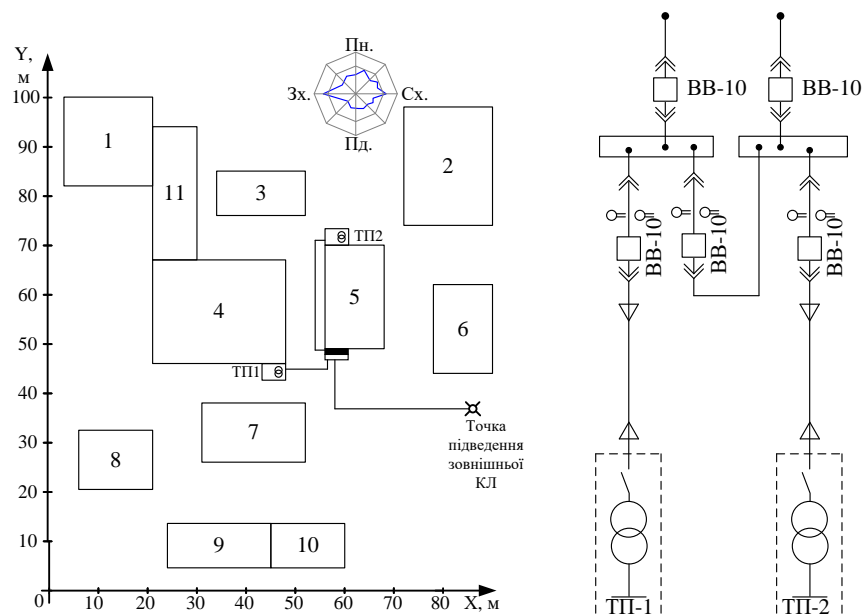 Y,
м
Пн.
Зх.
Сх.
Пд.
100
90
80
70
60
50
40
30
20
10
0
10
20
30
40
50
60
70
80
X, м
1
2
3
11
ТП2
4
5
6
ТП1
7
8
9
10
Точка
підведення
зовнішньої
КЛ
ВВ-10
ВВ-10
ВВ-10
ВВ-10
ВВ-10
ТП-1
ТП-2